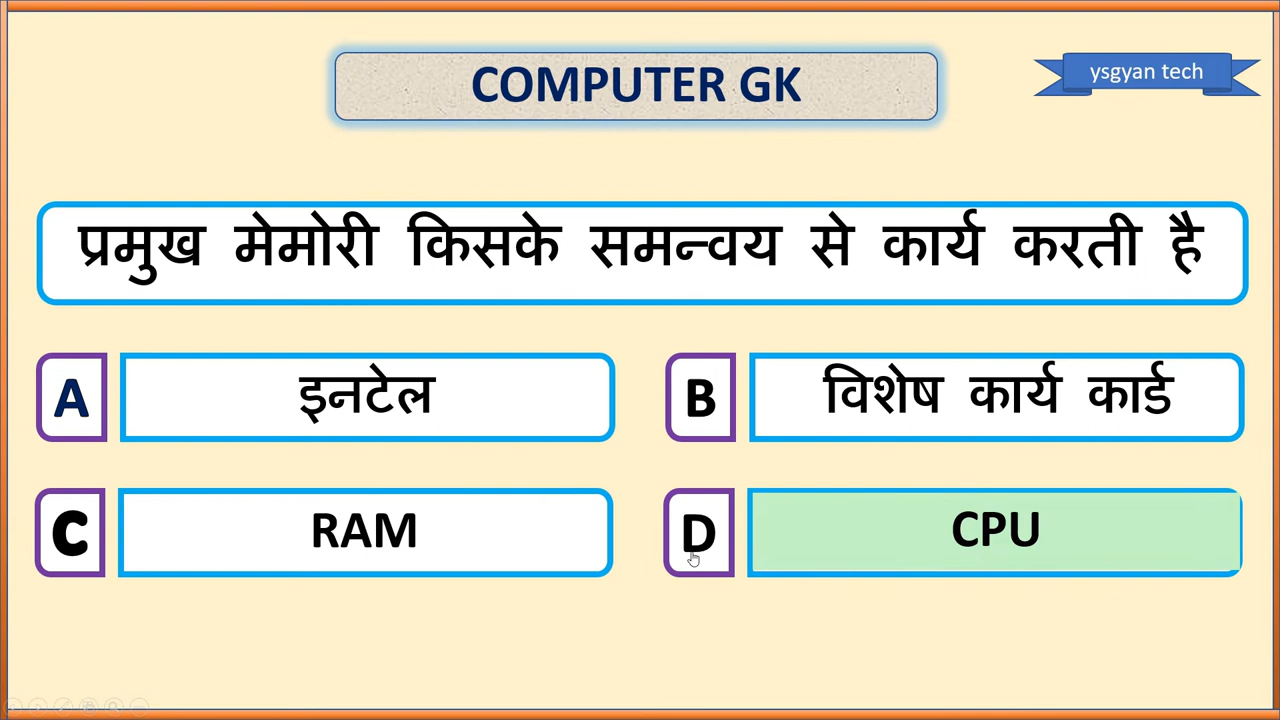 COMPUTER GK
ysgyan tech
प्रमुख मेमोरी किसके समन्वय से कार्य करती है
A इनटेल
B विशेष कार्य कार्ड
C RAM
D CPU